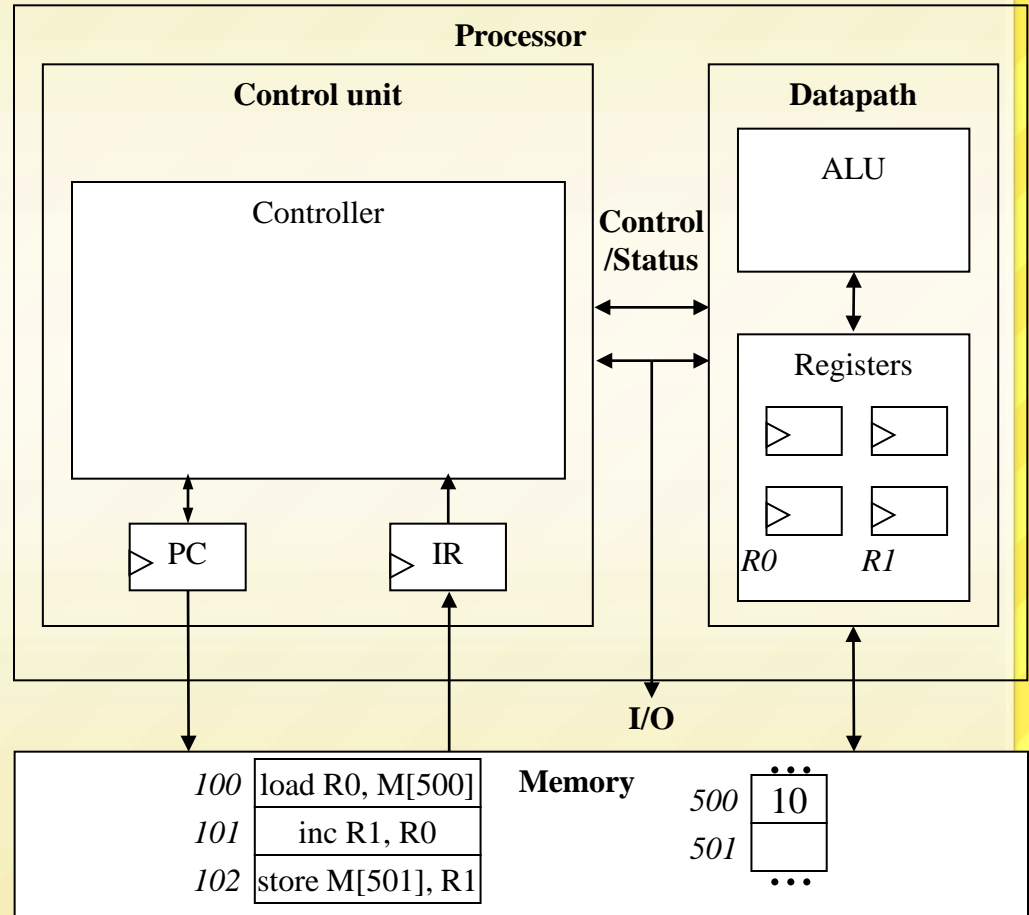 Processor
Control unit
Datapath
ALU
Controller
Control
/Status
Registers
R0 R1
PC
IR
I/O
Memory
100 load R0, M[500]
101 inc R1, R0
102 store M[501], R1
...
500 10
501
...